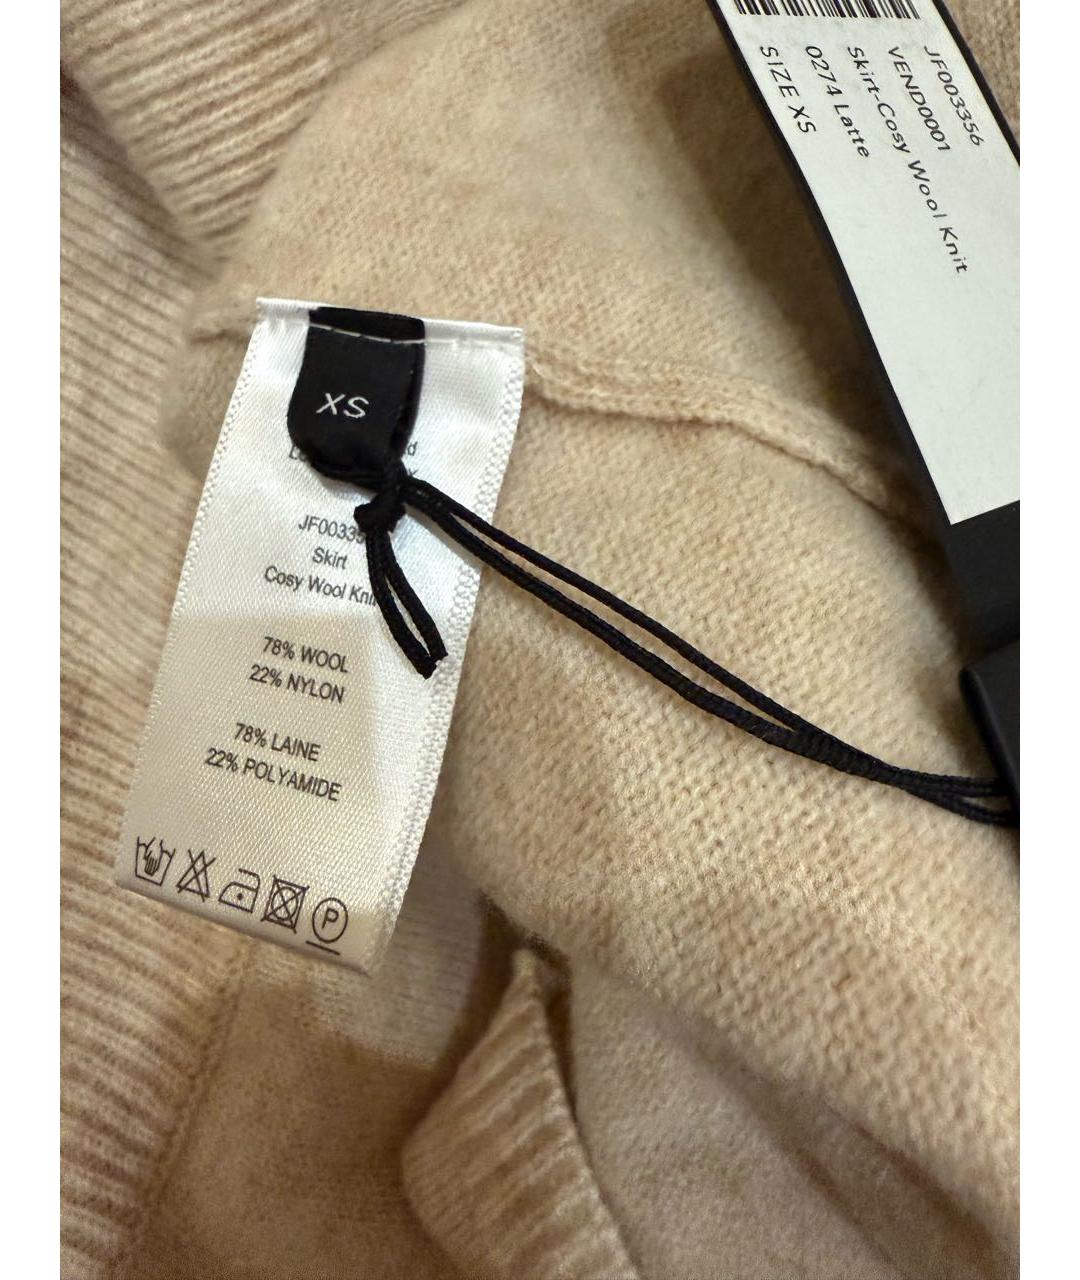 JF003356
VEND0001
Skirt-Cosy Wool Knit
0274 Latte
SIZE XS
XS
Skirt
Cosy Wool
78% WOOL
22% NYLON
78% LAINE
22% POLYAMIDE
P